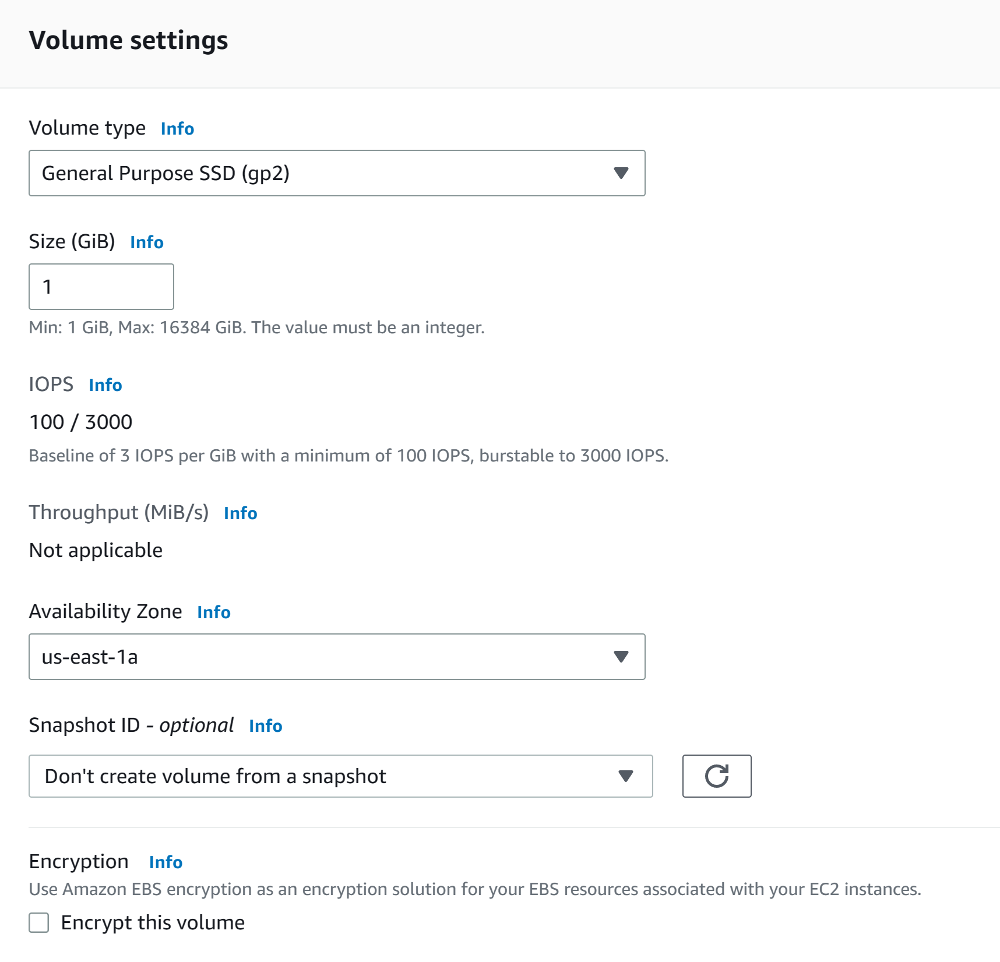 Volume settings
Volume type Info
General Purpose SSD (gp2)
Size (GiB) Info
1
Min: 1 GiB, Max: 16384 GiB. The value must be an integer.
IOPS Info
100 / 3000
Baseline of 3 IOPS per GiB with a minimum of 100 IOPS, burstable to 3000 IOPS.
Throughput (MiB/s) Info
Not applicable
Availability Zone Info
us-east-1a
Snapshot ID - optional Info
Don't create volume from a snapshot
Encryption Info
Use Amazon EBS encryption as an encryption solution for your EBS resources associated with your EC2 instances.
Encrypt this volume